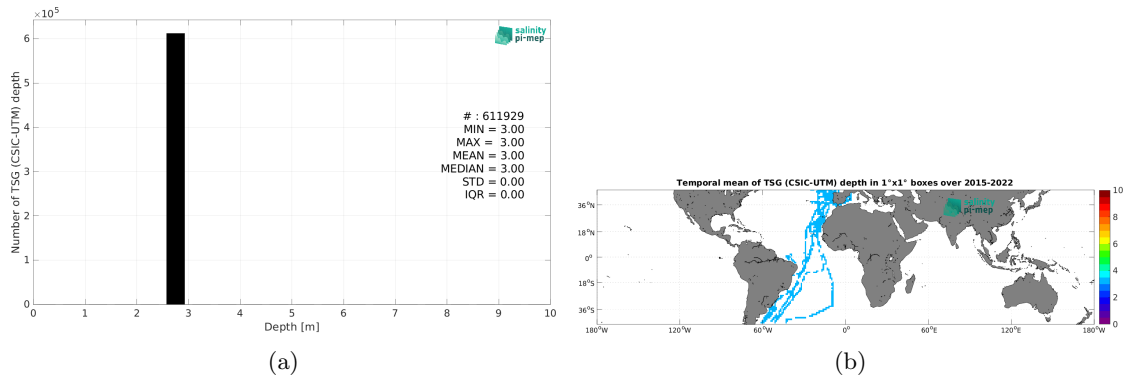 ×10⁵
6
5
4
3
2
1
0
Number of TSG (CSIC-UTM) depth
salinity
pi-mep
# : 611929
MIN = 3.00
MAX = 3.00
MEAN = 3.00
MEDIAN = 3.00
STD = 0.00
IQR = 0.00
0 1 2 3 4 5 6 7 8 9 10
Depth [m]
(a)
Temporal mean of TSG (CSIC-UTM) depth in 1°x1° boxes over 2015-2022
salinity
pi-mep
36°N
18°N
0°
18°S
36°S
180°W 120°W 60°W 0° 60°E 120°E 180°W
10
8
6
4
2
0
(b)